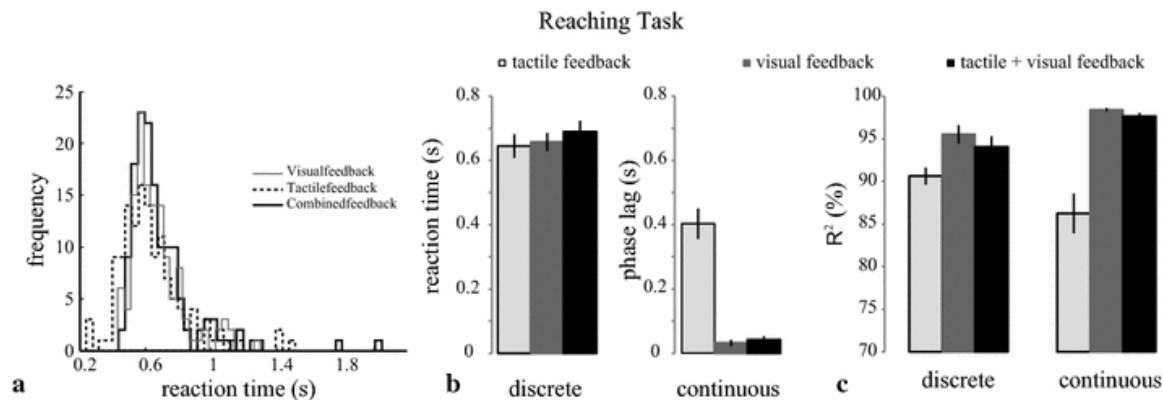 Reaching Task
tactile feedback
visual feedback
tactile + visual feedback
25
20
15
10
5
0
frequency
Visualfeedback
Tactilefeedback
Combinedfeedback
0.2 0.6 1 1.4 1.8
reaction time (s)
a
0.8
0.6
0.4
0.2
0
reaction time (s)
discrete
b
0.8
0.6
0.4
0.2
0
phase lag (s)
continuous
100
95
90
85
80
75
70
R² (%)
discrete continuous
c